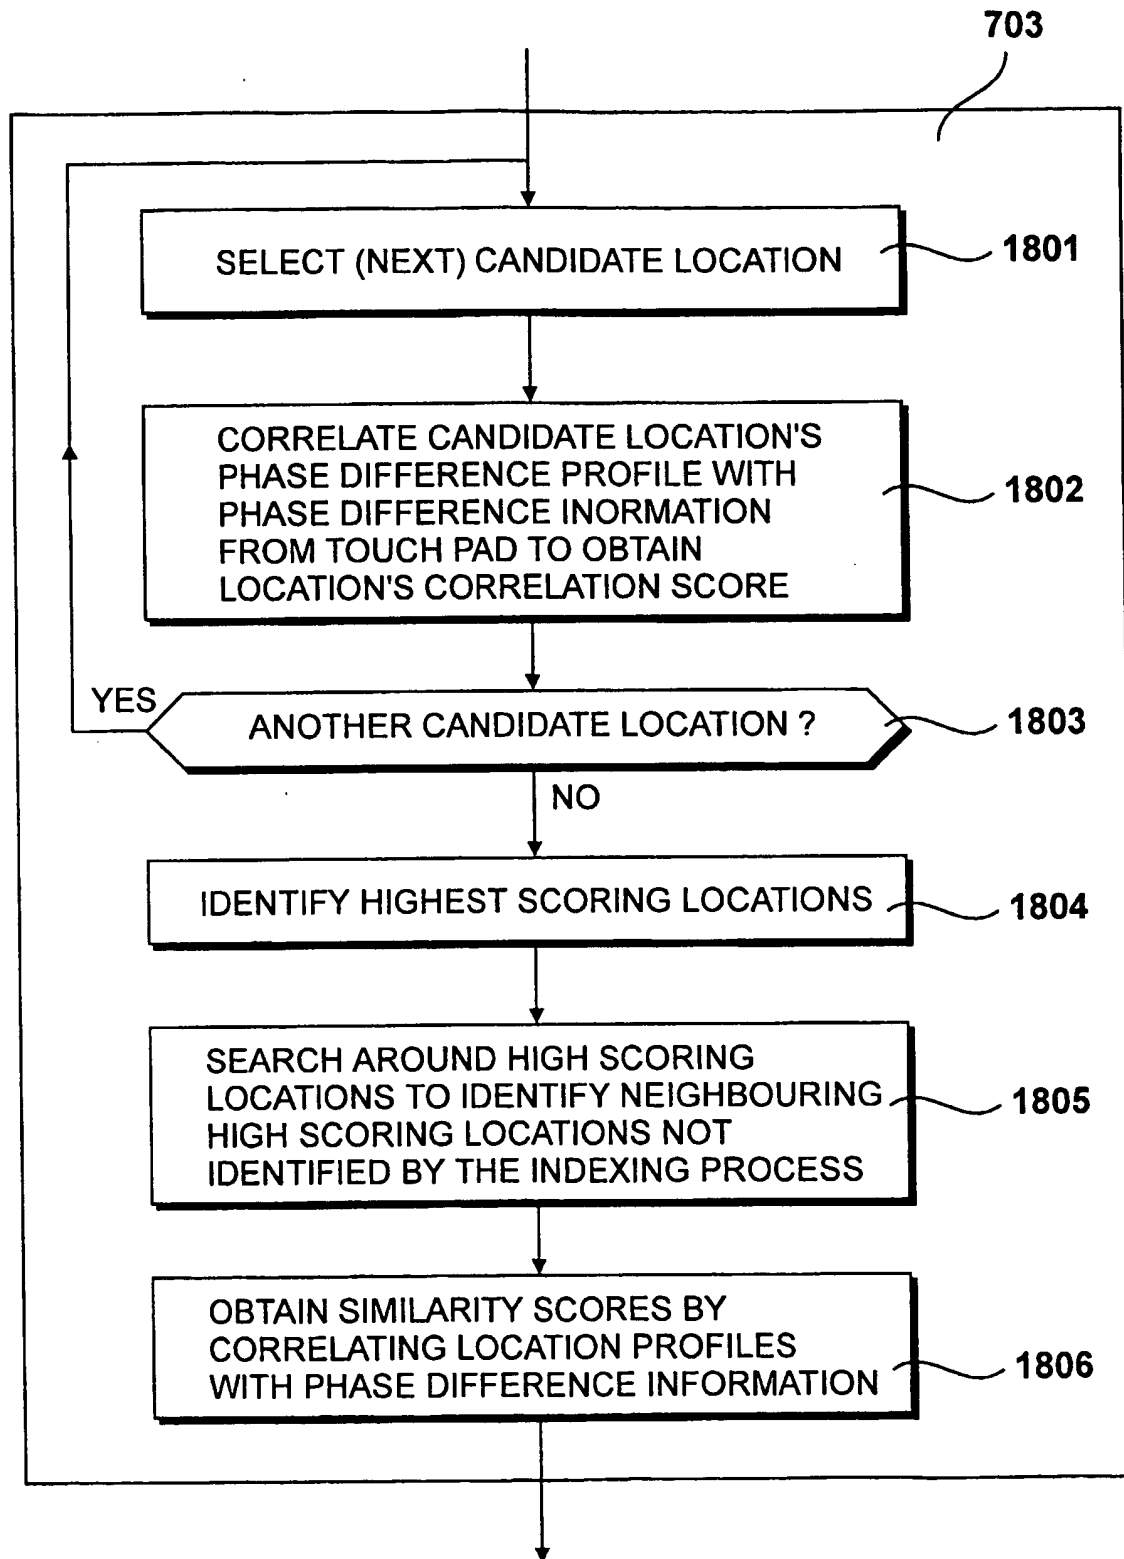 703
SELECT (NEXT) CANDIDATE LOCATION
1801
CORRELATE CANDIDATE LOCATION'S
PHASE DIFFERENCE PROFILE WITH
PHASE DIFFERENCE INORMATION
FROM TOUCH PAD TO OBTAIN
LOCATION'S CORRELATION SCORE
1802
YES
ANOTHER CANDIDATE LOCATION ?
1803
NO
IDENTIFY HIGHEST SCORING LOCATIONS
1804
SEARCH AROUND HIGH SCORING
LOCATIONS TO IDENTIFY NEIGHBOURING
HIGH SCORING LOCATIONS NOT
IDENTIFIED BY THE INDEXING PROCESS
1805
OBTAIN SIMILARITY SCORES BY
CORRELATING LOCATION PROFILES
WITH PHASE DIFFERENCE INFORMATION
1806